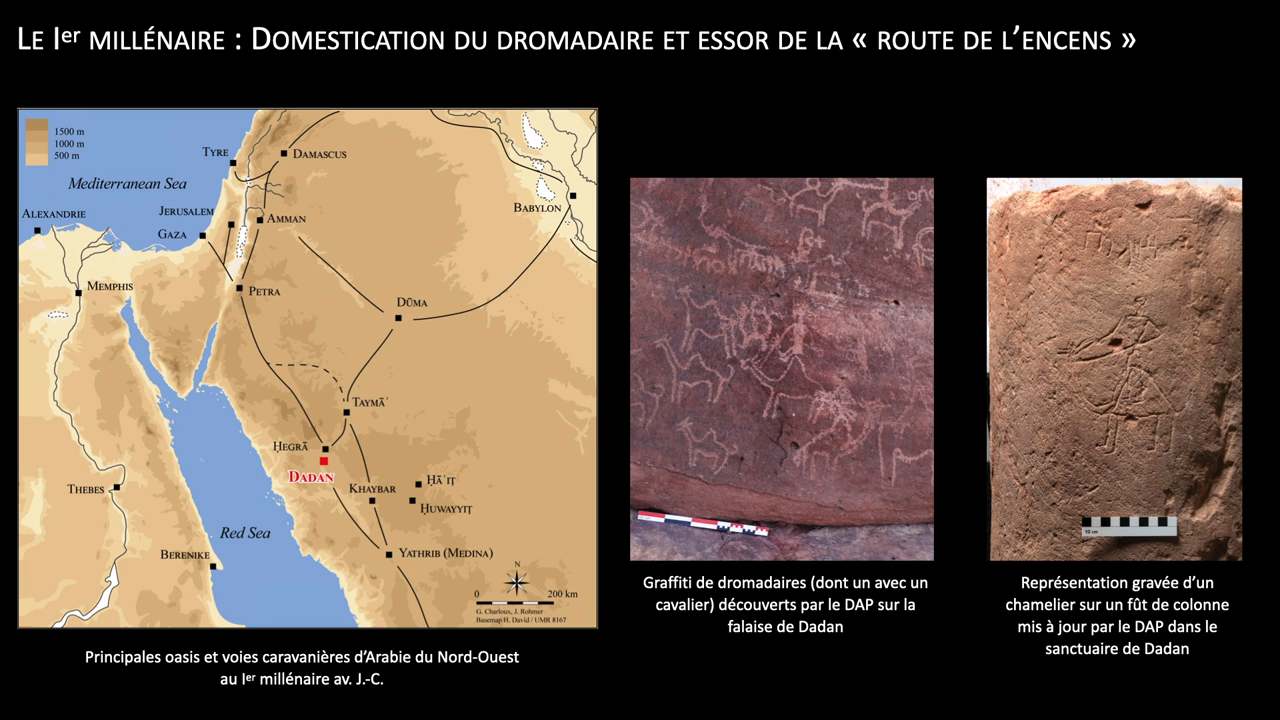 LE Ier MILLÉNAIRE : DOMESTICATION DU DROMADAIRE ET ESSOR DE LA « ROUTE DE L’ENCENS »
1500 m
1000 m
500 m
TYRE
DAMASCUS
Mediterranean Sea
ALEXANDRIE
JERUSALEM
AMMAN
BABYLON
GAZA
MEMPHIS
PETRA
DŪMA
TAYMĀʾ
ḤEGRĀ
DADAN
ḤĀʾIṬ
KHAYBAR
THEBES
ḤUWAYYIṬ
Red Sea
BERENIKE
YATHRIB (MEDINA)
N
0 200 km
G. Charloux, J. Rohmer
Basemap H. David / UMR 8167
Principales oasis et voies caravanières d’Arabie du Nord-Ouest
au Ier millénaire av. J.-C.
Graffiti de dromadaires (dont un avec un
cavalier) découverts par le DAP sur la
falaise de Dadan
10 cm
Représentation gravée d’un
chamelier sur un fût de colonne
mis à jour par le DAP dans le
sanctuaire de Dadan